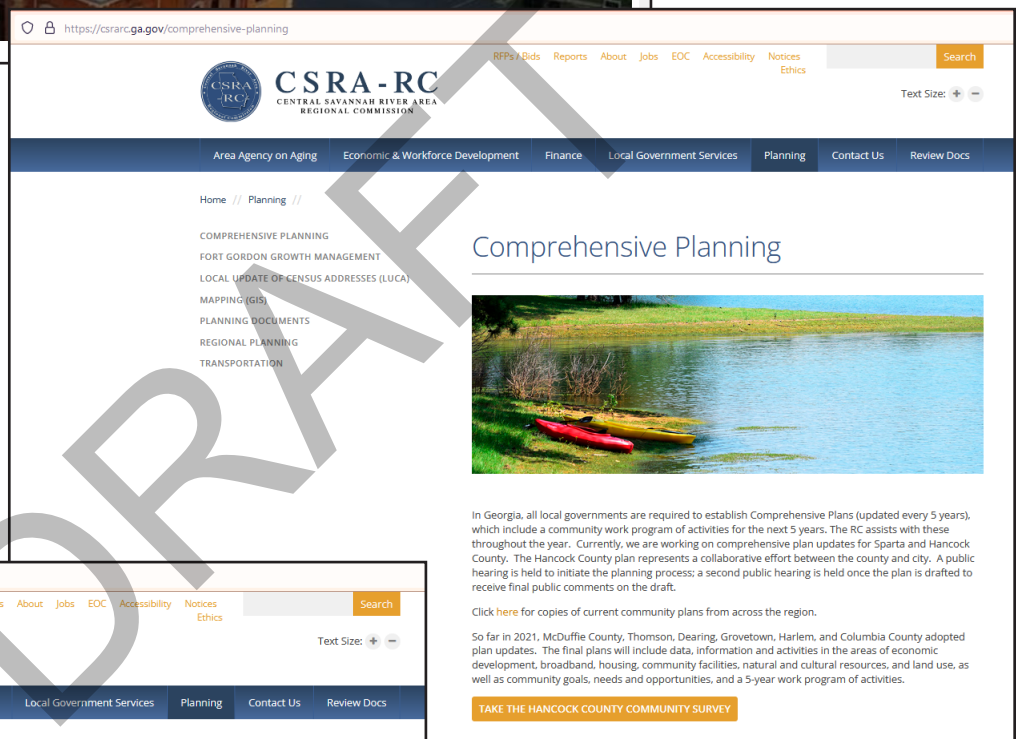 https://csrarc.ga.gov/comprehensive-planning
RFPs / Bids Reports About Jobs EOC Accessibility Notices Ethics
Search
CSRA-RC
CENTRAL SAVANNAH RIVER AREA
REGIONAL COMMISSION
Text Size: + −
Area Agency on Aging Economic & Workforce Development Finance Local Government Services Planning Contact Us Review Docs
Home // Planning //
COMPREHENSIVE PLANNING
FORT GORDON GROWTH MANAGEMENT
LOCAL UPDATE OF CENSUS ADDRESSES (LUCA)
MAPPING (GIS)
PLANNING DOCUMENTS
REGIONAL PLANNING
TRANSPORTATION
Comprehensive Planning
In Georgia, all local governments are required to establish Comprehensive Plans (updated every 5 years),
which include a community work program of activities for the next 5 years. The RC assists with these
throughout the year. Currently, we are working on comprehensive plan updates for Sparta and Hancock
County. The Hancock County plan represents a collaborative effort between the county and city. A public
hearing is held to initiate the planning process; a second public hearing is held once the plan is drafted to
receive final public comments on the draft.
Click here for copies of current community plans from across the region.
So far in 2021, McDuffie County, Thomson, Dearing, Grovetown, Harlem, and Columbia County adopted
plan updates. The final plans will include data, information and activities in the areas of economic
development, broadband, housing, community facilities, natural and cultural resources, and land use, as
well as community goals, needs and opportunities, and a 5-year work program of activities.
TAKE THE HANCOCK COUNTY COMMUNITY SURVEY
About Jobs EOC Accessibility Notices Ethics
Search
Text Size: + −
Local Government Services Planning Contact Us Review Docs
DRAFT